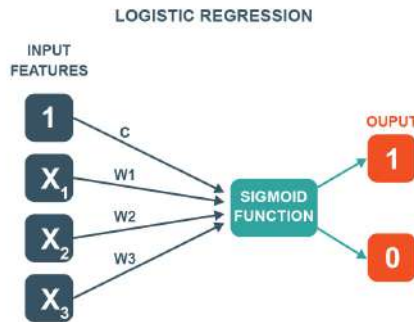 LOGISTIC REGRESSION
INPUT
FEATURES
1
C
X₁
W1
X₂
W2
X₃
W3
SIGMOID
FUNCTION
OUPUT
1
0